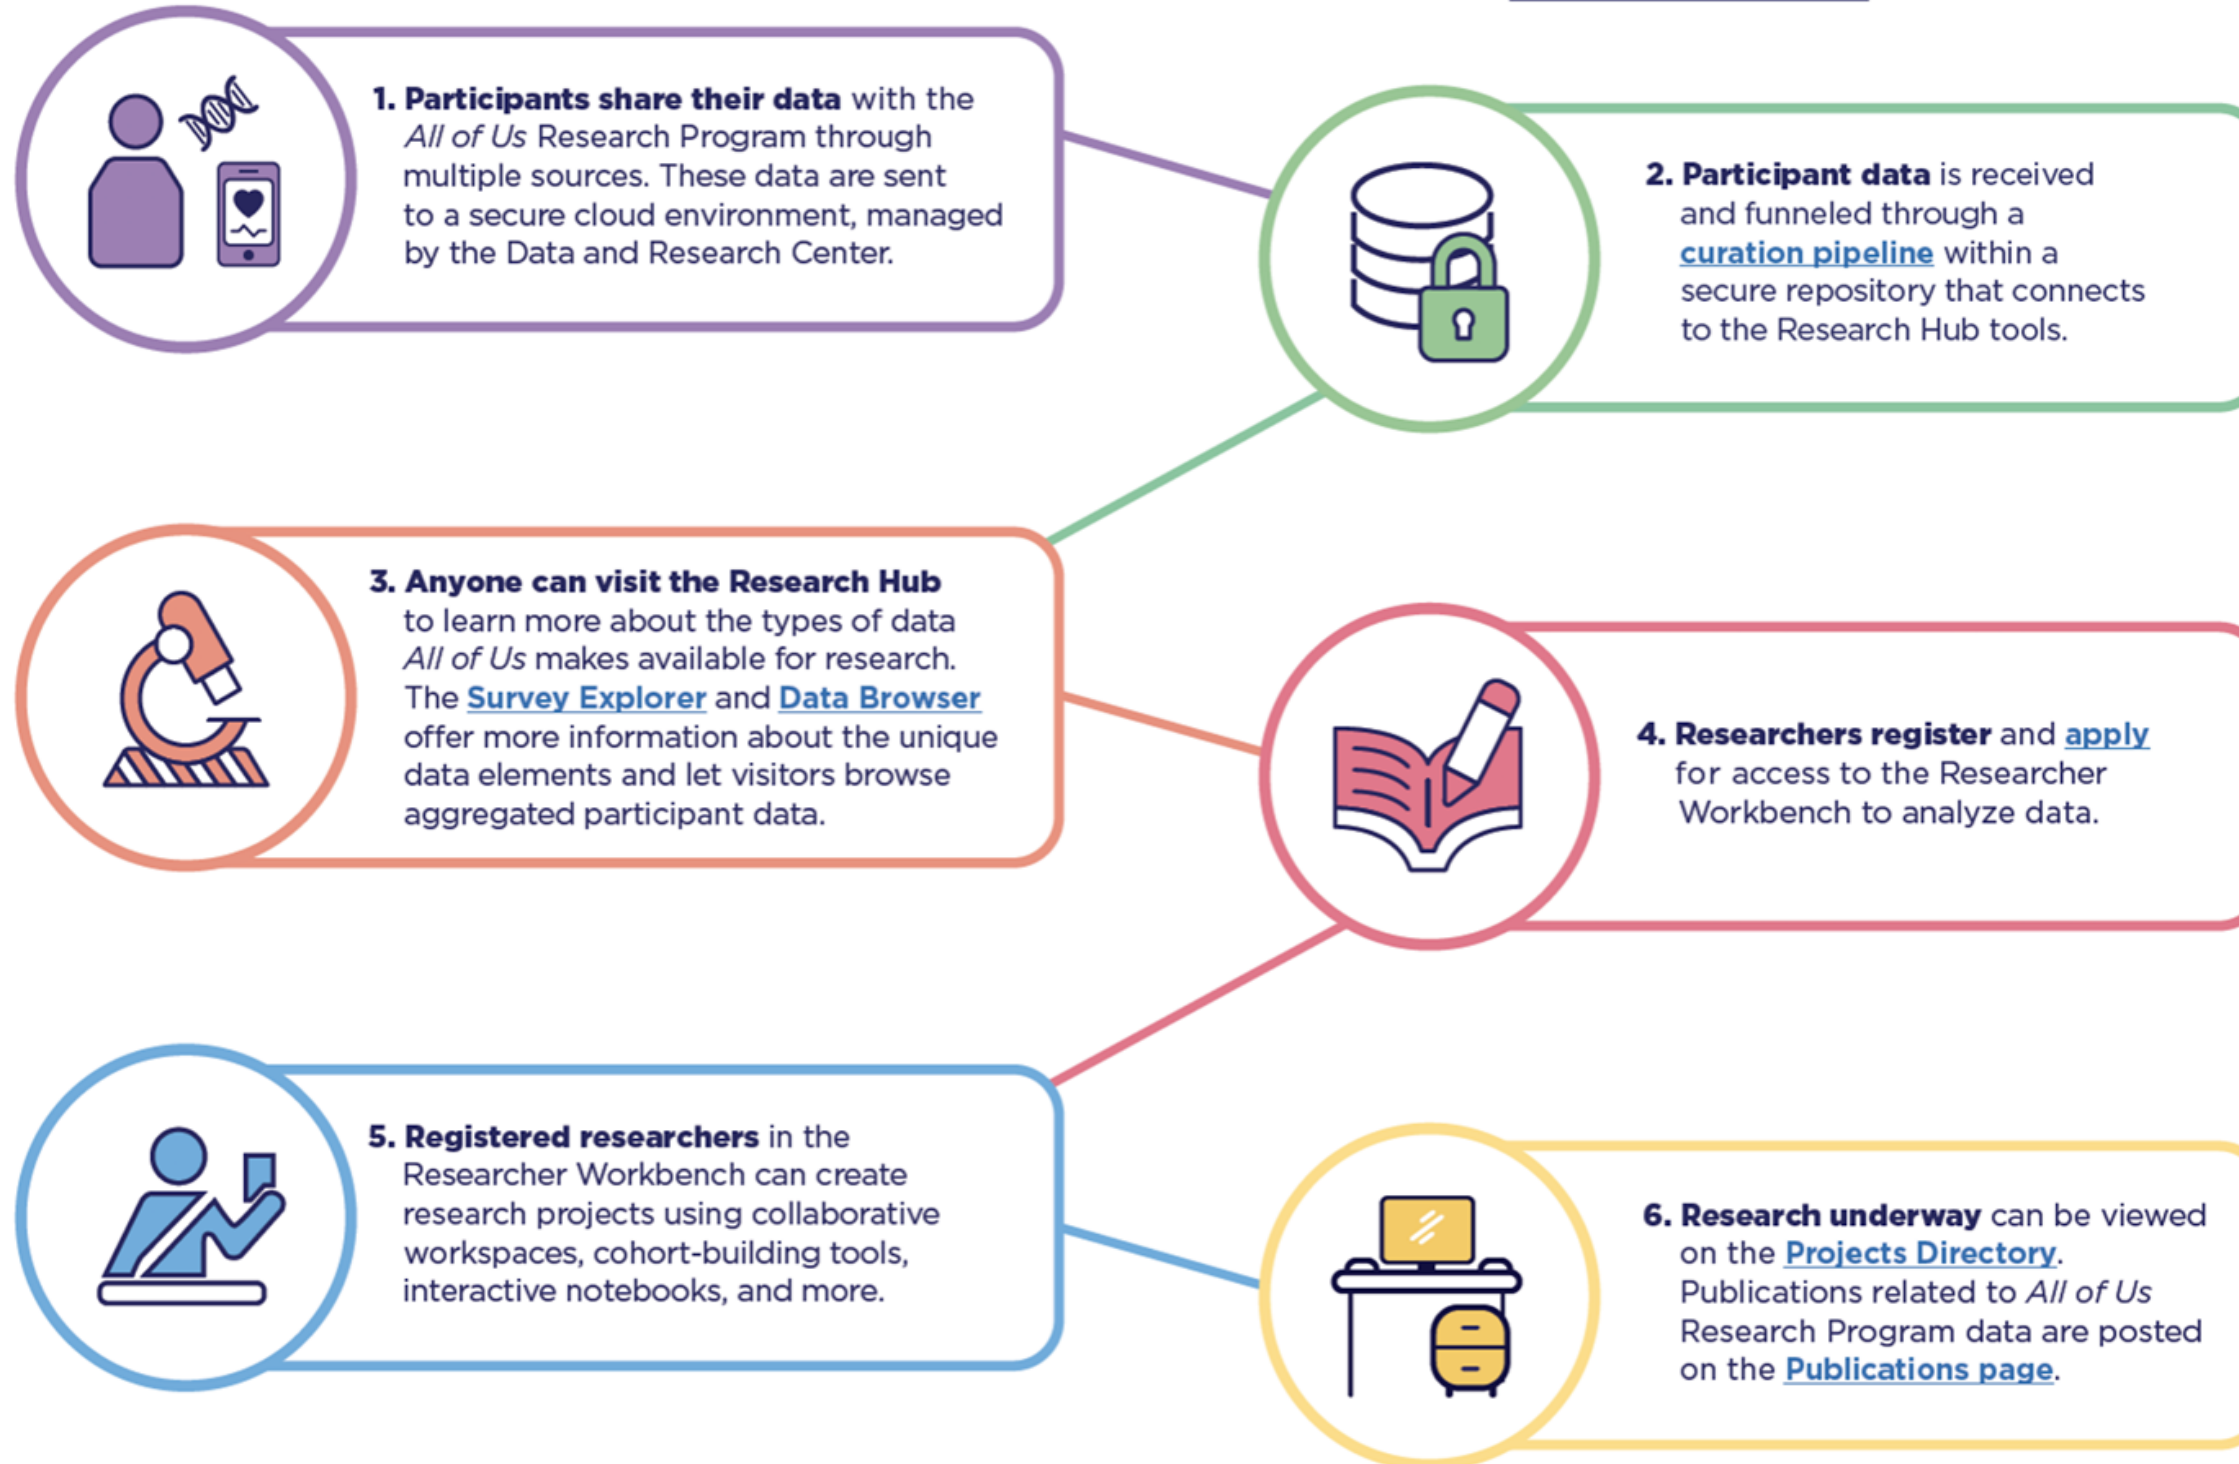 1. Participants share their data with the
All of Us Research Program through
multiple sources. These data are sent
to a secure cloud environment, managed
by the Data and Research Center.
2. Participant data is received
and funneled through a
curation pipeline within a
secure repository that connects
to the Research Hub tools.
3. Anyone can visit the Research Hub
to learn more about the types of data
All of Us makes available for research.
The Survey Explorer and Data Browser
offer more information about the unique
data elements and let visitors browse
aggregated participant data.
4. Researchers register and apply
for access to the Researcher
Workbench to analyze data.
5. Registered researchers in the
Researcher Workbench can create
research projects using collaborative
workspaces, cohort-building tools,
interactive notebooks, and more.
6. Research underway can be viewed
on the Projects Directory.
Publications related to All of Us
Research Program data are posted
on the Publications page.